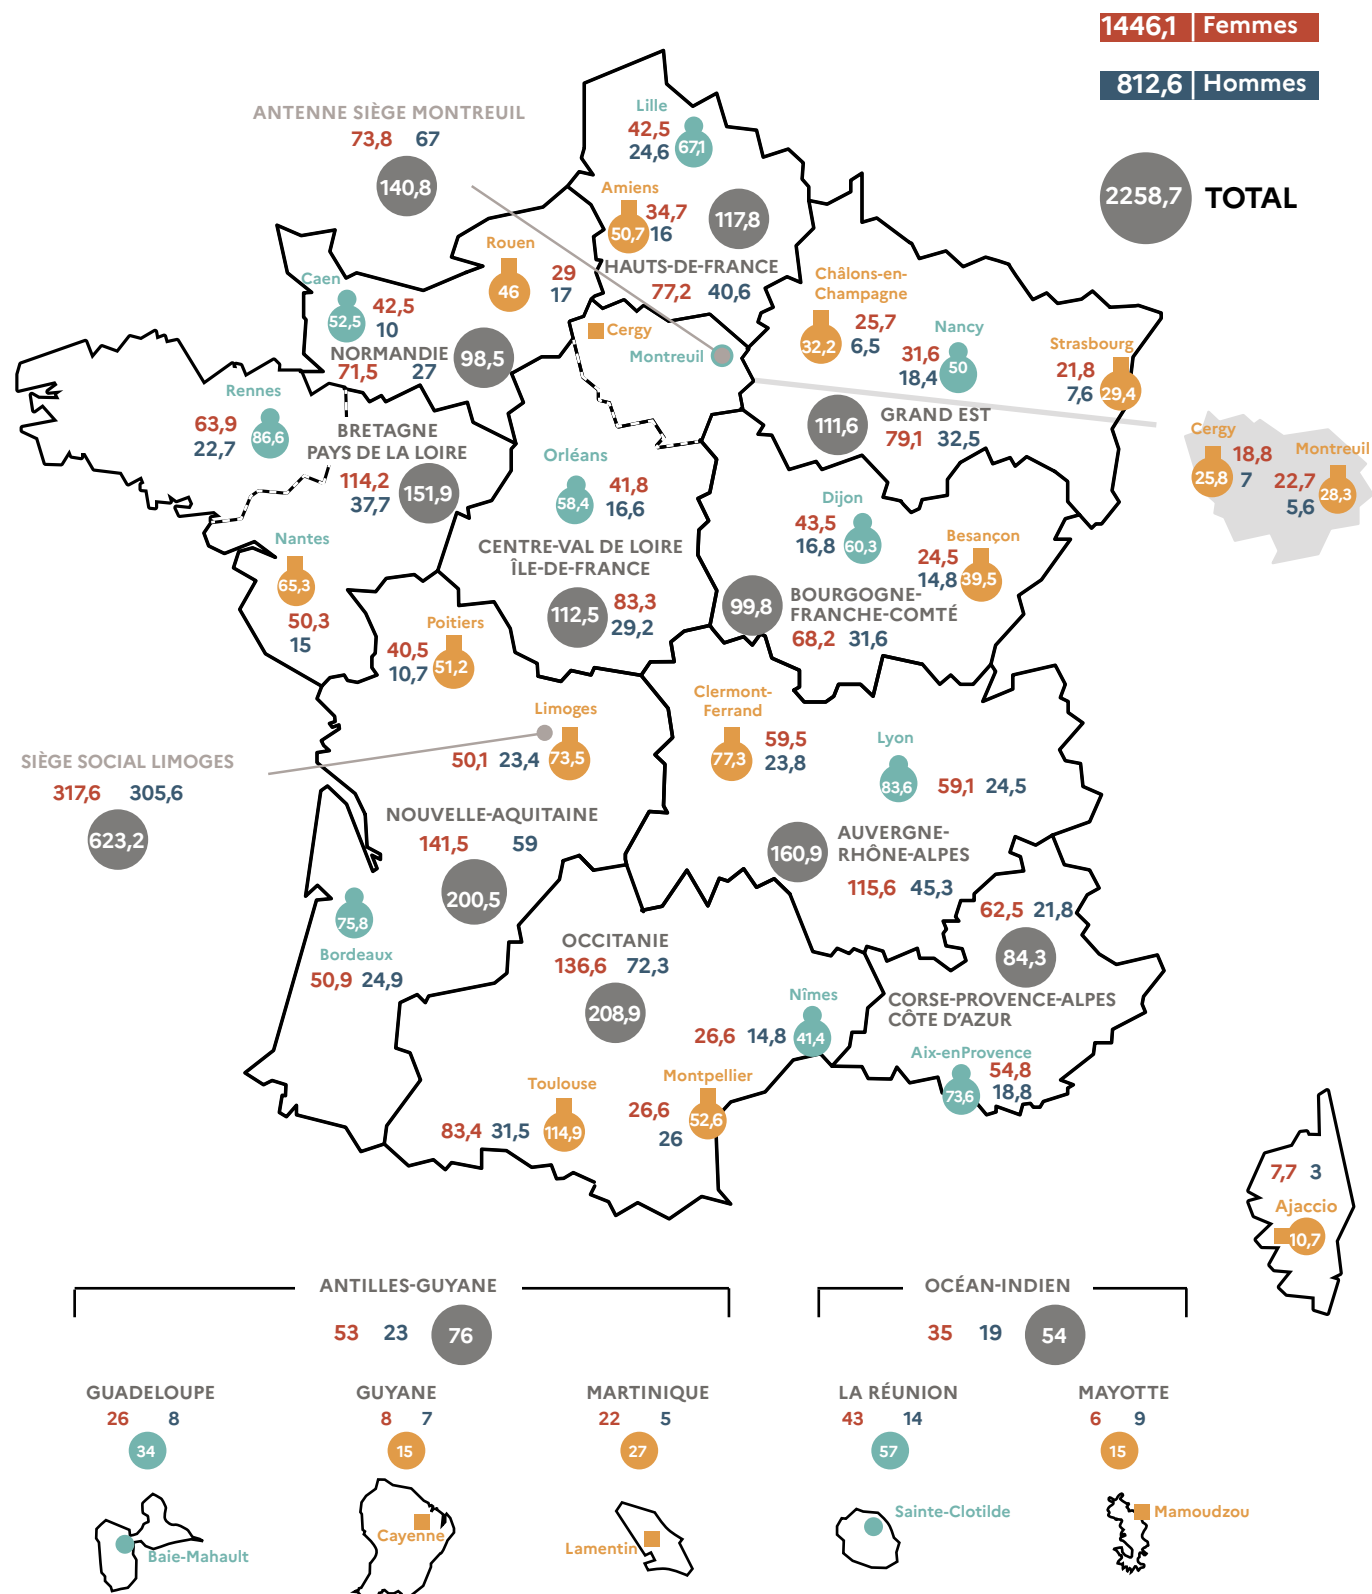 1446,1 | Femmes
812,6 | Hommes
2258,7 TOTAL
ANTENNE SIÈGE MONTREUIL
73,8 67
140,8
Lille
42,5
24,6
67,1
Amiens
34,7
16
50,7
117,8
HAUTS-DE-FRANCE
77,2 40,6
Rouen
46
29
17
Caen
52,5
42,5
10
NORMANDIE
71,5 27
98,5
Cergy
Montreuil
Châlons-en-
Champagne
32,2
25,7
6,5
Nancy
31,6
18,4
50
Strasbourg
21,8
7,6
29,4
111,6
GRAND EST
79,1 32,5
Cergy
18,8
7
25,8
Montreuil
22,7
5,6
28,3
Rennes
63,9
22,7
86,6
BRETAGNE
PAYS DE LA LOIRE
114,2
37,7
151,9
Nantes
65,3
50,3
15
Orléans
58,4
41,8
16,6
CENTRE-VAL DE LOIRE
ÎLE-DE-FRANCE
112,5
83,3
29,2
Dijon
43,5
16,8
60,3
Besançon
24,5
14,8
39,5
99,8
BOURGOGNE-
FRANCHE-COMTÉ
68,2 31,6
Poitiers
40,5
10,7
51,2
Limoges
50,1 23,4
73,5
SIÈGE SOCIAL LIMOGES
317,6 305,6
623,2
NOUVELLE-AQUITAINE
141,5 59
200,5
75,8
Bordeaux
50,9 24,9
Clermont-
Ferrand
77,3
59,5
23,8
Lyon
83,6
59,1 24,5
160,9
AUVERGNE-
RHÔNE-ALPES
115,6 45,3
OCCITANIE
136,6 72,3
208,9
Nîmes
26,6 14,8
41,4
Toulouse
83,4 31,5
114,9
Montpellier
26,6
26
52,6
62,5 21,8
84,3
CORSE-PROVENCE-ALPES
CÔTE D'AZUR
Aix-enProvence
73,6
54,8
18,8
7,7 3
Ajaccio
10,7
ANTILLES-GUYANE
53 23 76
OCÉAN-INDIEN
35 19 54
GUADELOUPE
26 8
34
Baie-Mahault
GUYANE
8 7
15
Cayenne
MARTINIQUE
22 5
27
Lamentin
LA RÉUNION
43 14
57
Sainte-Clotilde
MAYOTTE
6 9
15
Mamoudzou